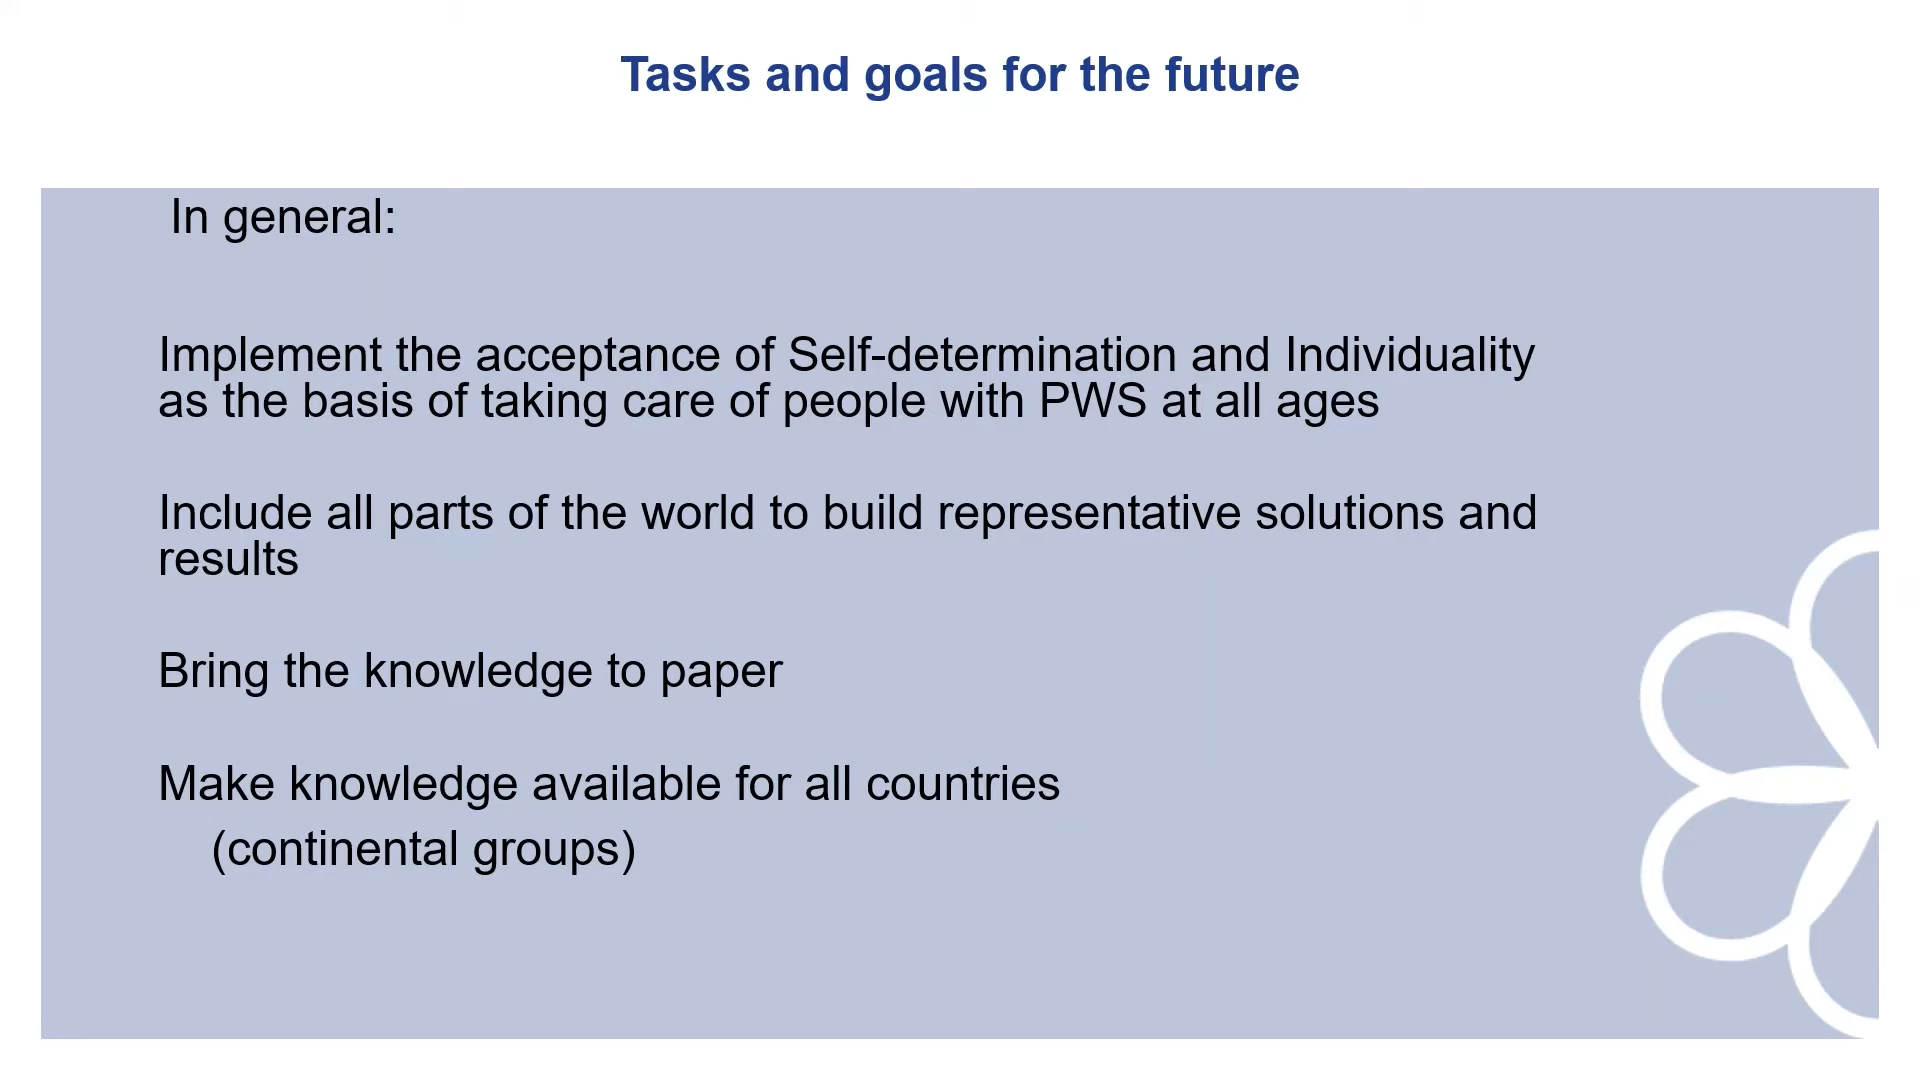 Tasks and goals for the future
In general:
Implement the acceptance of Self-determination and Individuality
as the basis of taking care of people with PWS at all ages
Include all parts of the world to build representative solutions and
results
Bring the knowledge to paper
Make knowledge available for all countries
(continental groups)